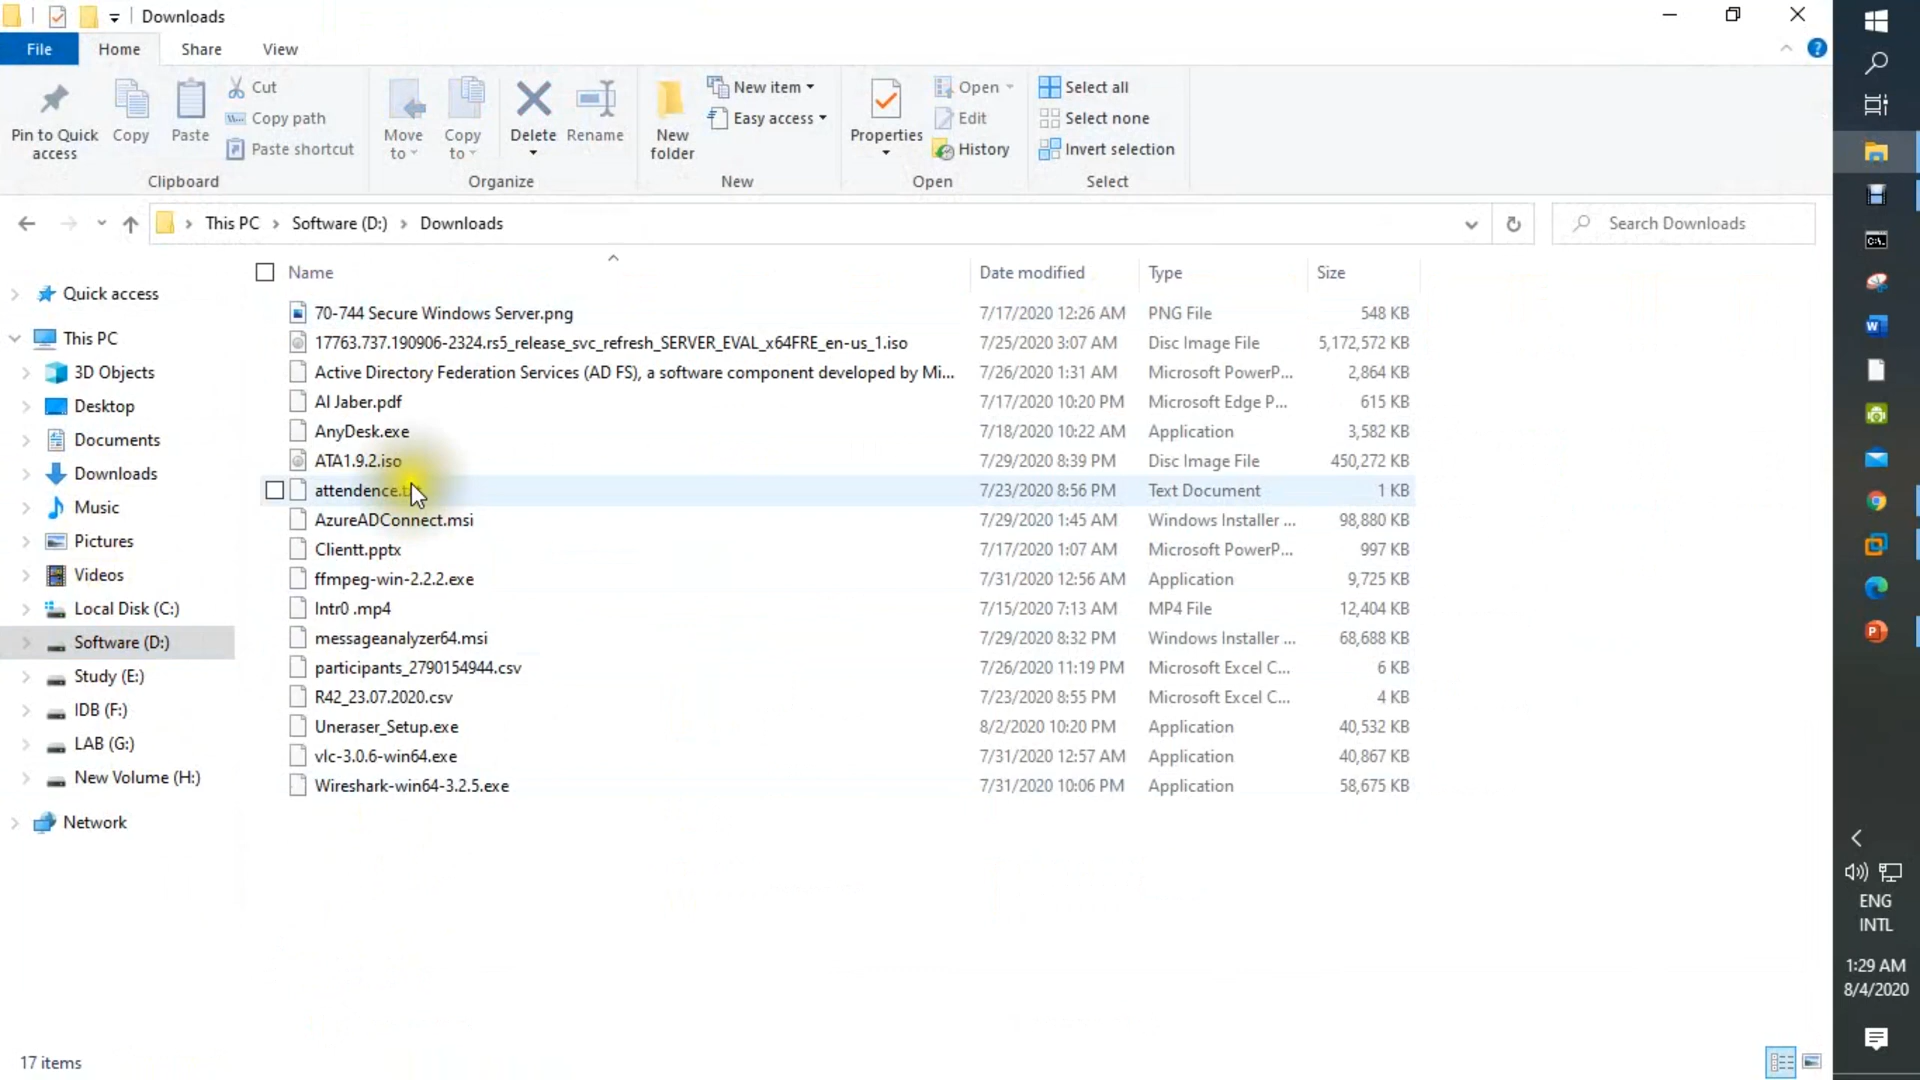 Downloads
File Home Share View
Pin to Quick access
Copy
Paste
Cut
Copy path
Paste shortcut
Clipboard
Move to
Copy to
Delete
Rename
Organize
New folder
New item
Easy access
New
Properties
Open
Edit
History
Open
Select all
Select none
Invert selection
Select
This PC > Software (D:) > Downloads
Search Downloads
Quick access
This PC
3D Objects
Desktop
Documents
Downloads
Music
Pictures
Videos
Local Disk (C:)
Software (D:)
Study (E:)
IDB (F:)
LAB (G:)
New Volume (H:)
Network
Name Date modified Type Size
70-744 Secure Windows Server.png 7/17/2020 12:26 AM PNG File 548 KB
17763.737.190906-2324.rs5_release_svc_refresh_SERVER_EVAL_x64FRE_en-us_1.iso 7/25/2020 3:07 AM Disc Image File 5,172,572 KB
Active Directory Federation Services (AD FS), a software component developed by Mi... 7/26/2020 1:31 AM Microsoft PowerP... 2,864 KB
Al Jaber.pdf 7/17/2020 10:20 PM Microsoft Edge P... 615 KB
AnyDesk.exe 7/18/2020 10:22 AM Application 3,582 KB
ATA1.9.2.iso 7/29/2020 8:39 PM Disc Image File 450,272 KB
attendence.txt 7/23/2020 8:56 PM Text Document 1 KB
AzureADConnect.msi 7/29/2020 1:45 AM Windows Installer ... 98,880 KB
Clientt.pptx 7/17/2020 1:07 AM Microsoft PowerP... 997 KB
ffmpeg-win-2.2.2.exe 7/31/2020 12:56 AM Application 9,725 KB
Intr0 .mp4 7/15/2020 7:13 AM MP4 File 12,404 KB
messageanalyzer64.msi 7/29/2020 8:32 PM Windows Installer ... 68,688 KB
participants_2790154944.csv 7/26/2020 11:19 PM Microsoft Excel C... 6 KB
R42_23.07.2020.csv 7/23/2020 8:55 PM Microsoft Excel C... 4 KB
Uneraser_Setup.exe 8/2/2020 10:20 PM Application 40,532 KB
vlc-3.0.6-win64.exe 7/31/2020 12:57 AM Application 40,867 KB
Wireshark-win64-3.2.5.exe 7/31/2020 10:06 PM Application 58,675 KB
17 items
ENG
INTL
1:29 AM
8/4/2020